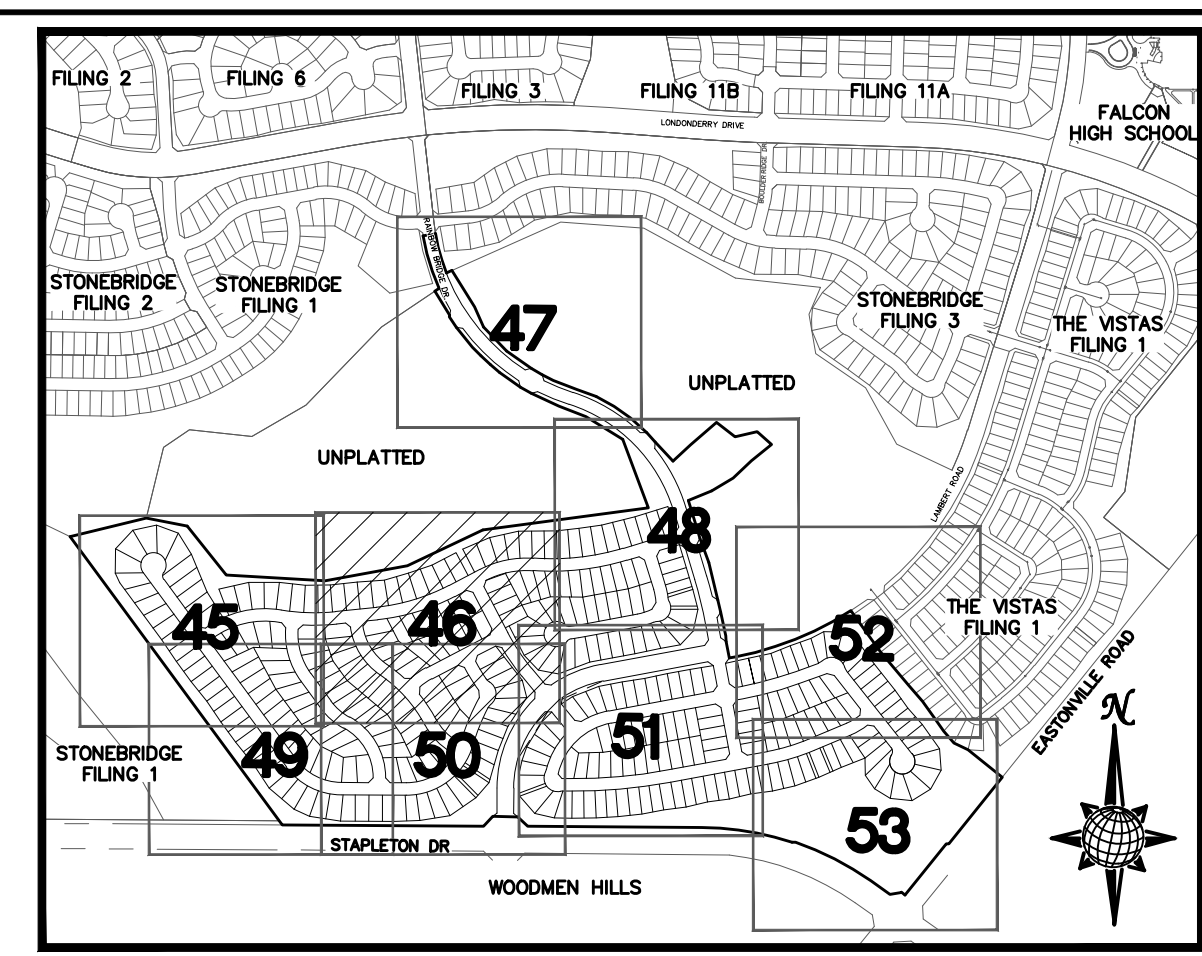 FILING 2
FILING 6
FILING 3
FILING 11B
FILING 11A
FALCON
HIGH SCHOOL
LONDONDERRY DRIVE
BOULDER RIDGE DR
RAINBOW BRIDGE DR.
STONEBRIDGE
FILING 2
STONEBRIDGE
FILING 1
STONEBRIDGE
FILING 3
THE VISTAS
FILING 1
47
UNPLATTED
UNPLATTED
LAMBERT ROAD
48
45
46
52
THE VISTAS
FILING 1
EASTONVILLE ROAD
N
STONEBRIDGE
FILING 1
49
50
51
53
STAPLETON DR
WOODMEN HILLS